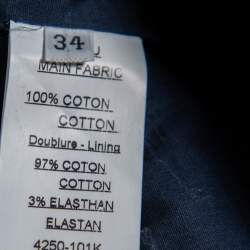 34
MAIN FABRIC
100% COTON
COTTON
Doublure - Lining
97% COTON
COTTON
3% ELASTHAN
ELASTAN
4250-101K